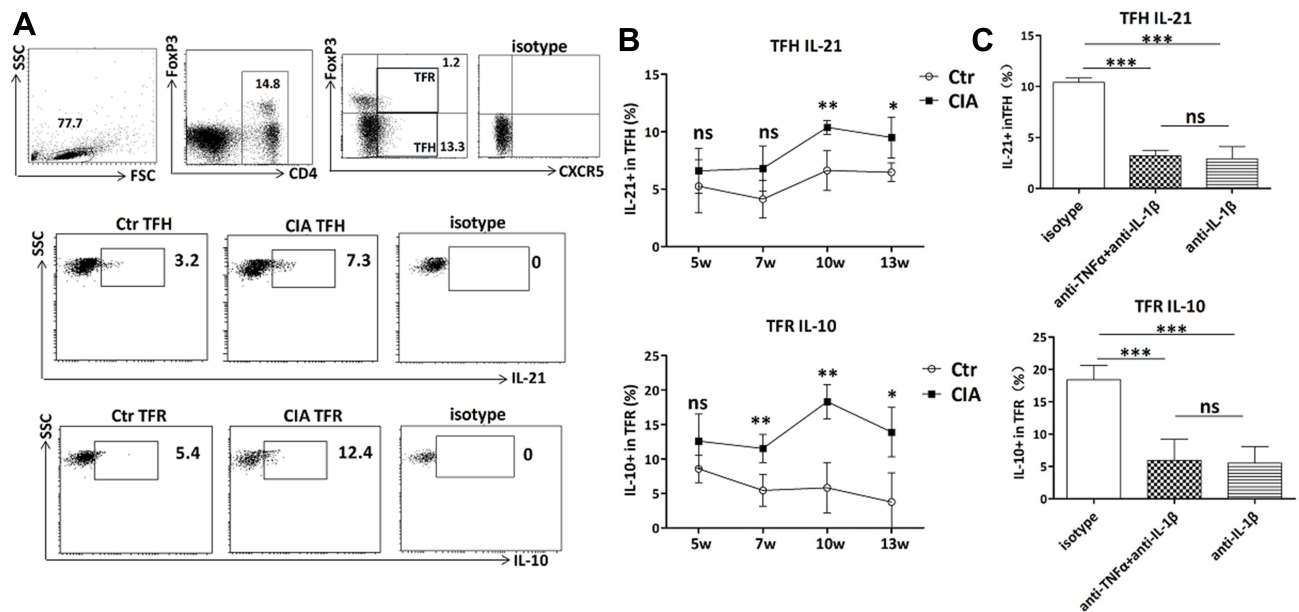 A
SSC
77.7
FSC
FoxP3
14.8
CD4
FoxP3
1.2
TFR
TFH
13.3
isotype
CXCR5
Ctr TFH
CIA TFH
isotype
SSC
3.2
7.3
0
IL-21
Ctr TFR
CIA TFR
isotype
SSC
5.4
12.4
0
IL-10
B
TFH IL-21
Ctr
CIA
IL-21+ in TFH (%)
15
10
5
0
ns
ns
**
*
5w
7w
10w
13w
TFR IL-10
Ctr
CIA
IL-10+ in TFR (%)
25
20
15
10
5
0
ns
**
**
*
5w
7w
10w
13w
C
TFH IL-21
IL-21+ inTFH (%)
15
10
5
0
***
***
ns
isotype
anti-TNFα+anti-IL-1β
anti-IL-1β
TFR IL-10
IL-10+ in TFR (%)
25
20
15
10
5
0
***
***
ns
isotype
anti-TNFα+anti-IL-1β
anti-IL-1β